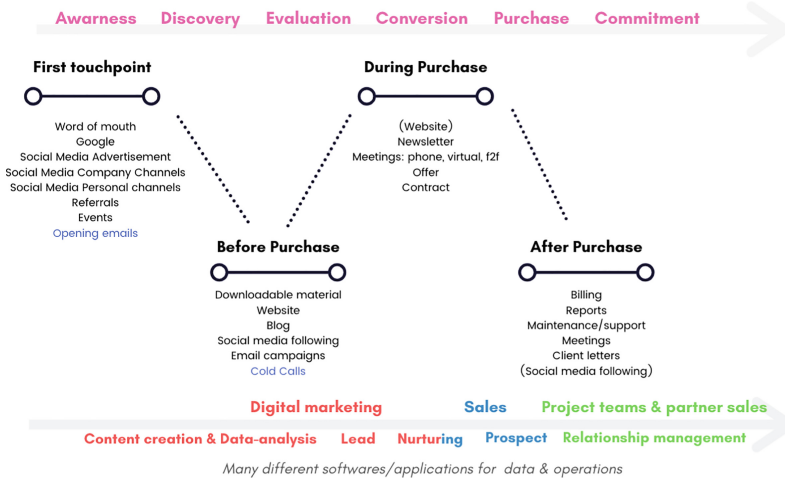 Awarness Discovery Evaluation Conversion Purchase Commitment
First touchpoint
Word of mouth
Google
Social Media Advertisement
Social Media Company Channels
Social Media Personal channels
Referrals
Events
Opening emails
Before Purchase
Downloadable material
Website
Blog
Social media following
Email campaigns
Cold Calls
During Purchase
(Website)
Newsletter
Meetings: phone, virtual, f2f
Offer
Contract
After Purchase
Billing
Reports
Maintenance/support
Meetings
Client letters
(Social media following)
Digital marketing Sales Project teams & partner sales
Content creation & Data-analysis Lead Nurturing Prospect Relationship management
Many different softwares/applications for data & operations